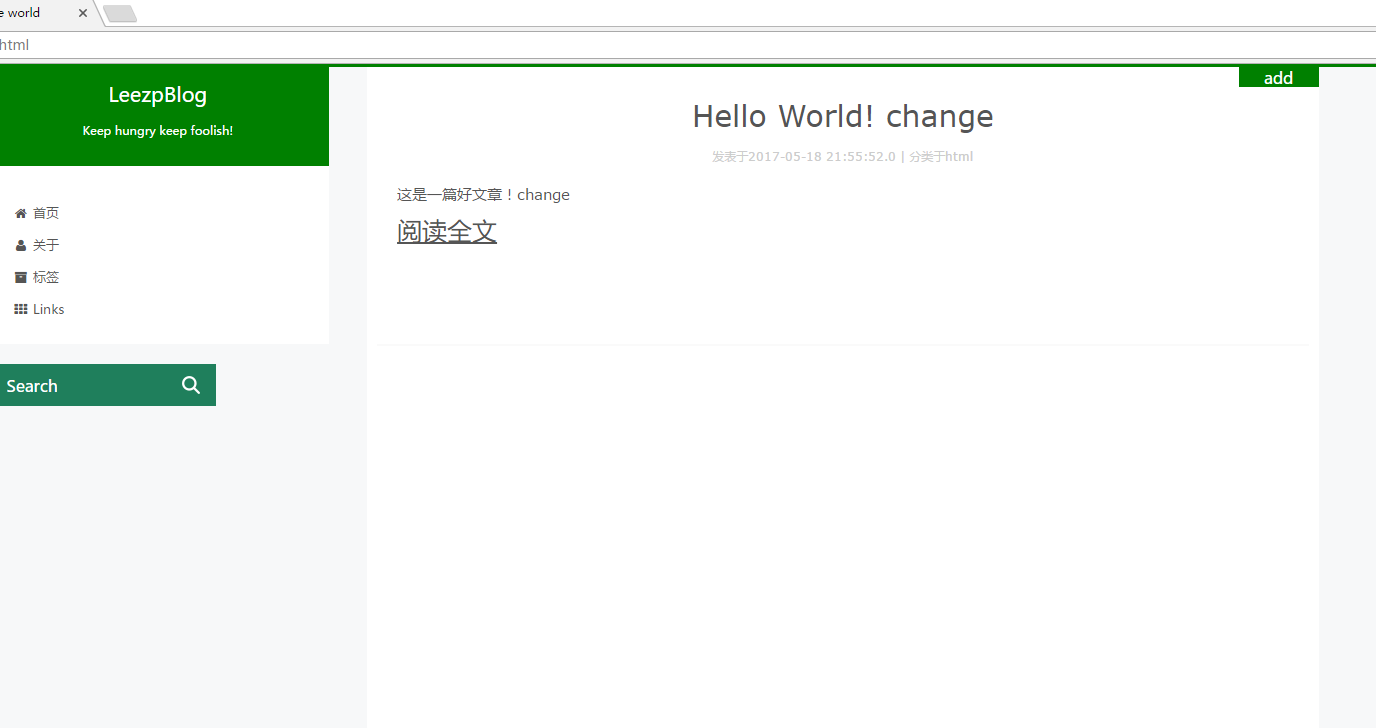 e world
html
LeezpBlog
Keep hungry keep foolish!
首页
关于
标签
Links
Search
add
Hello World! change
发表于2017-05-18 21:55:52.0 | 分类于html
这是一篇好文章！change
阅读全文